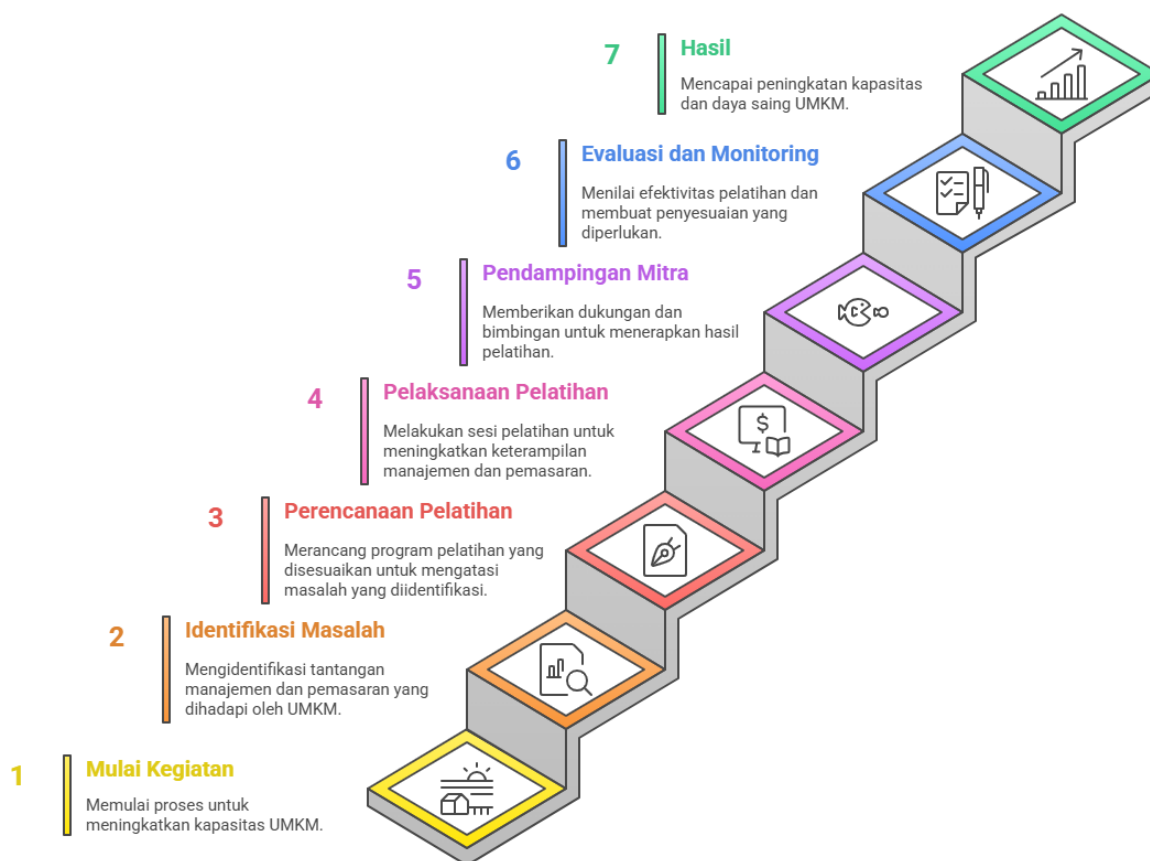 7
Hasil
Mencapai peningkatan kapasitas
dan daya saing UMKM.
6
Evaluasi dan Monitoring
Menilai efektivitas pelatihan dan
membuat penyesuaian yang
diperlukan.
5
Pendampingan Mitra
Memberikan dukungan dan
bimbingan untuk menerapkan hasil
pelatihan.
4
Pelaksanaan Pelatihan
Melakukan sesi pelatihan untuk
meningkatkan keterampilan
manajemen dan pemasaran.
$
3
Perencanaan Pelatihan
Merancang program pelatihan yang
disesuaikan untuk mengatasi
masalah yang diidentifikasi.
2
Identifikasi Masalah
Mengidentifikasi tantangan
manajemen dan pemasaran yang
dihadapi oleh UMKM.
1
Mulai Kegiatan
Memulai proses untuk
meningkatkan kapasitas UMKM.